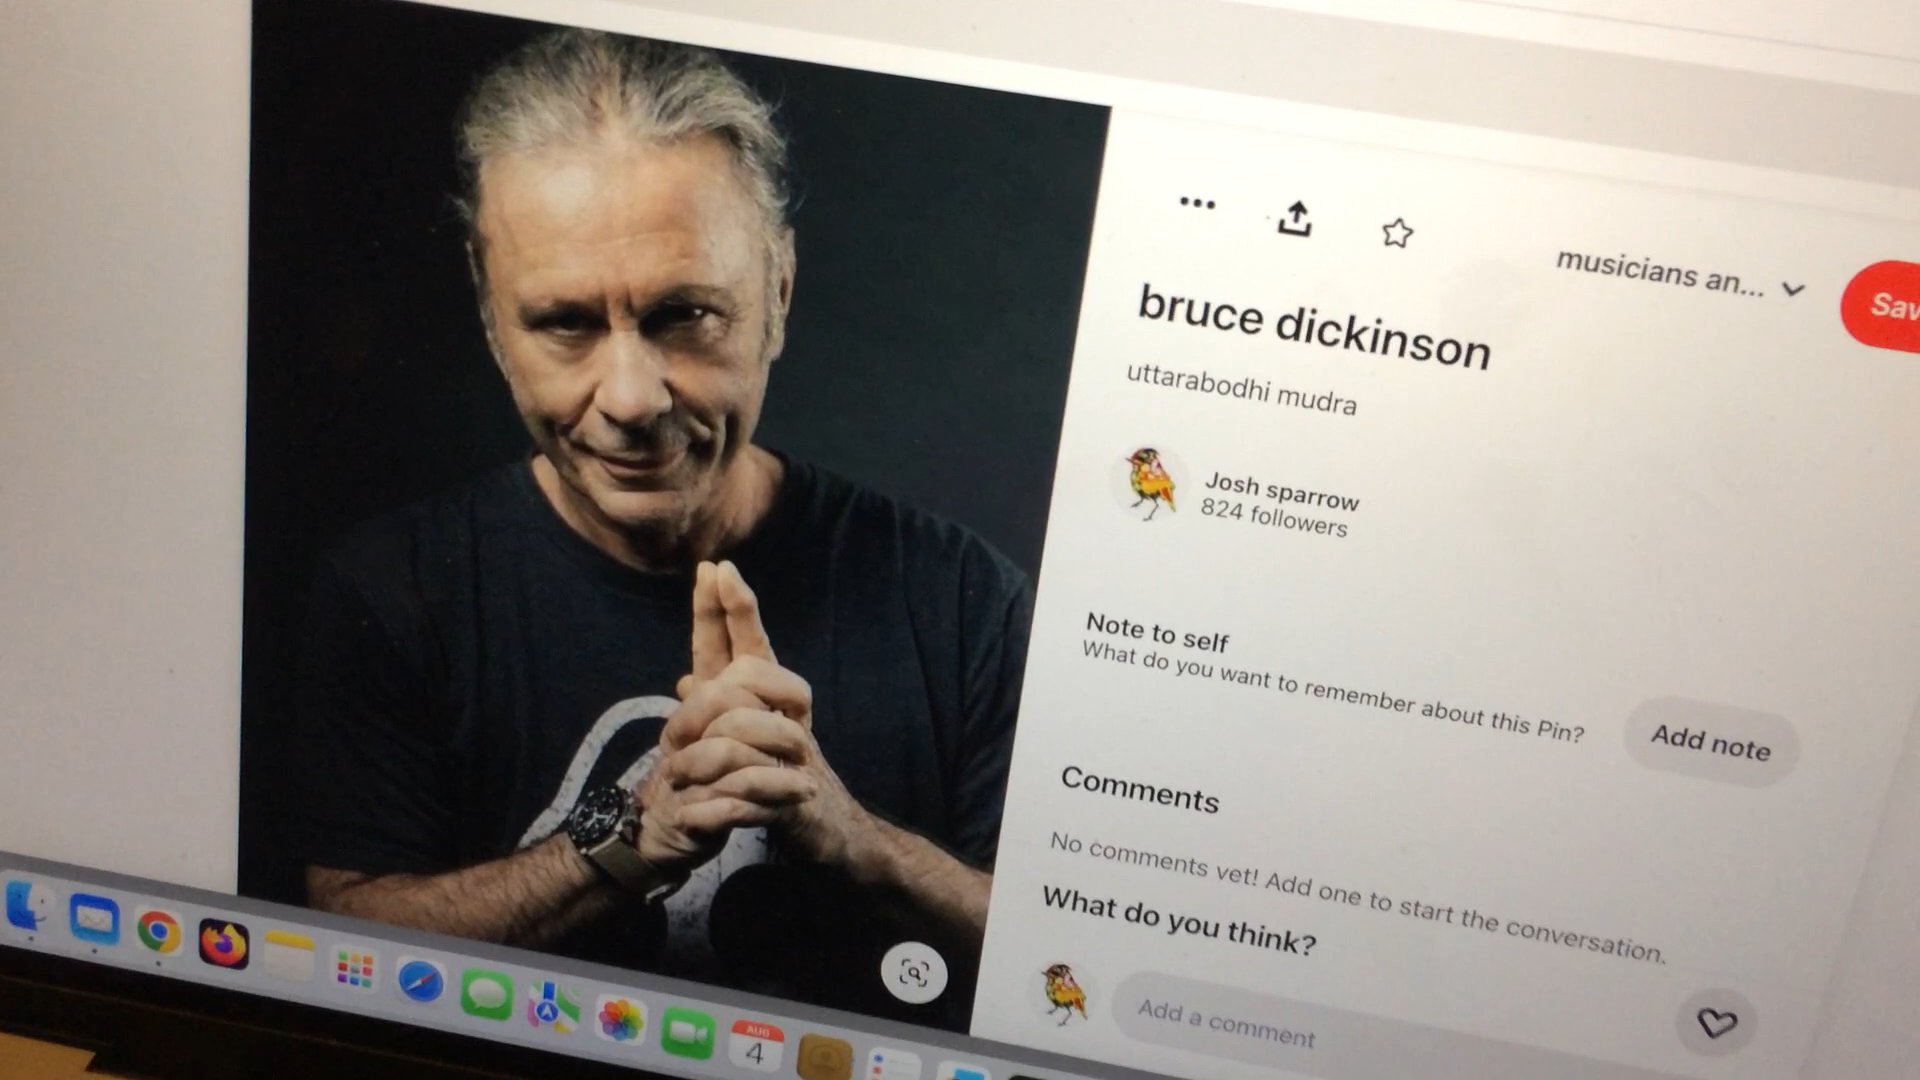 musicians an...
Sav
bruce dickinson
uttarabodhi mudra
Josh sparrow
824 followers
Note to self
What do you want to remember about this Pin?
Add note
Comments
No comments vet! Add one to start the conversation.
What do you think?
Add a comment
AUG
4